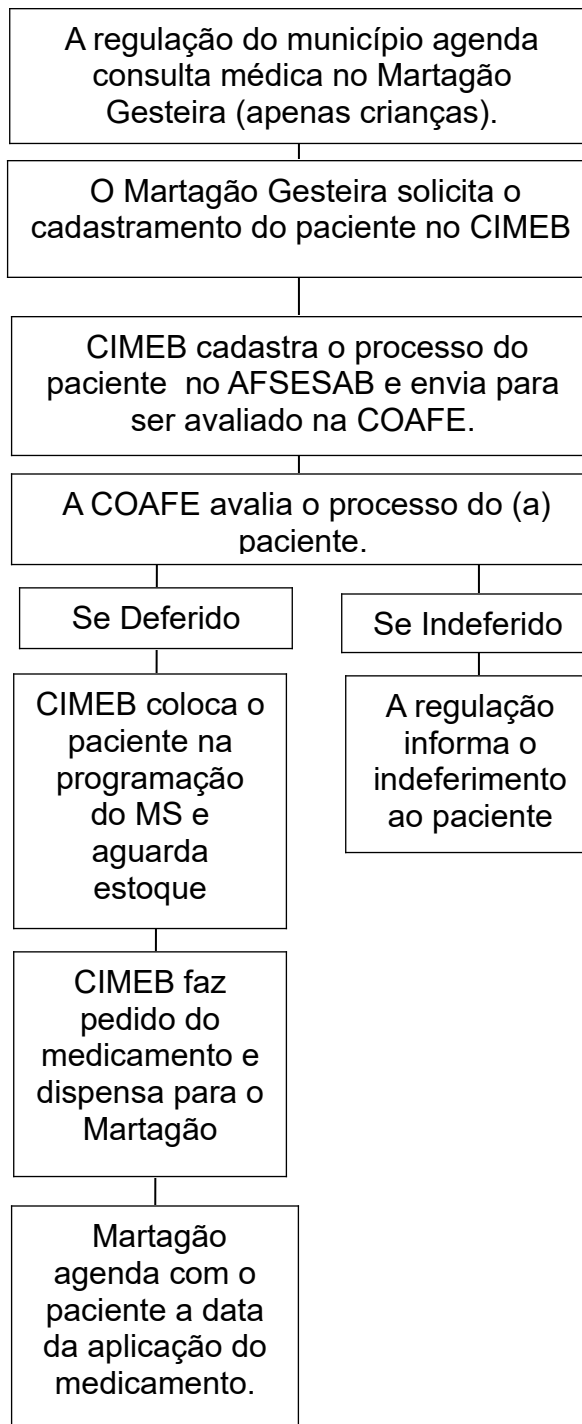 A regulação do município agenda
consulta médica no Martagão
Gesteira (apenas crianças).
O Martagão Gesteira solicita o
cadastramento do paciente no CIMEB
CIMEB cadastra o processo do
paciente no AFSESAB e envia para
ser avaliado na COAFE.
A COAFE avalia o processo do (a)
paciente.
Se Deferido
Se Indeferido
CIMEB coloca o
paciente na
programação
do MS e
aguarda
estoque
A regulação
informa o
indeferimento
ao paciente
CIMEB faz
pedido do
medicamento e
dispensa para o
Martagão
Martagão
agenda com o
paciente a data
da aplicação do
medicamento.